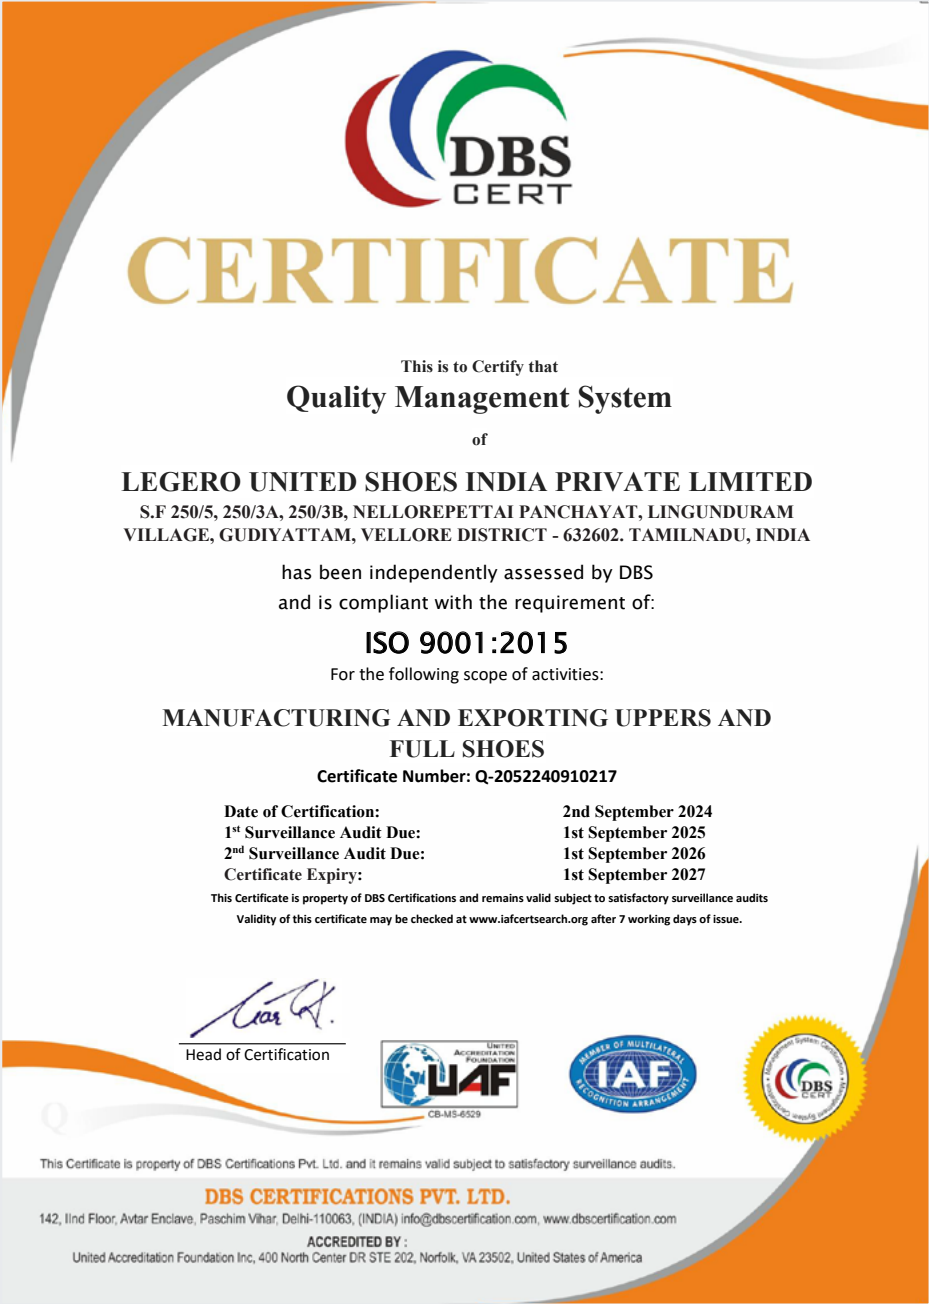 DBS
CERT
CERTIFICATE
This is to Certify that
Quality Management System
of
LEGERO UNITED SHOES INDIA PRIVATE LIMITED
S.F 250/5, 250/3A, 250/3B, NELLOREPETTAI PANCHAYAT, LINGUNDURAM
VILLAGE, GUDIYATTAM, VELLORE DISTRICT - 632602. TAMILNADU, INDIA
has been independently assessed by DBS
and is compliant with the requirement of:
ISO 9001:2015
For the following scope of activities:
MANUFACTURING AND EXPORTING UPPERS AND
FULL SHOES
Certificate Number: Q-2052240910217
Date of Certification: 2nd September 2024
1st Surveillance Audit Due: 1st September 2025
2nd Surveillance Audit Due: 1st September 2026
Certificate Expiry: 1st September 2027
This Certificate is property of DBS Certifications and remains valid subject to satisfactory surveillance audits
Validity of this certificate may be checked at www.iafcertsearch.org after 7 working days of issue.
Head of Certification
UNITED
ACCREDITATION
FOUNDATION
UAF
CB-MS-6529
MEMBER OF MULTILATERAL
IAF
RECOGNITION ARRANGEMENT
Management System Certification
DBS
CERT
Management System Certification
Q
This Certificate is property of DBS Certifications Pvt. Ltd. and it remains valid subject to satisfactory surveillance audits.
DBS CERTIFICATIONS PVT. LTD.
142, IInd Floor, Avtar Enclave, Paschim Vihar, Delhi-110063, (INDIA) info@dbscertification.com, www.dbscertification.com
ACCREDITED BY :
United Accreditation Foundation Inc, 400 North Center DR STE 202, Norfolk, VA 23502, United States of America